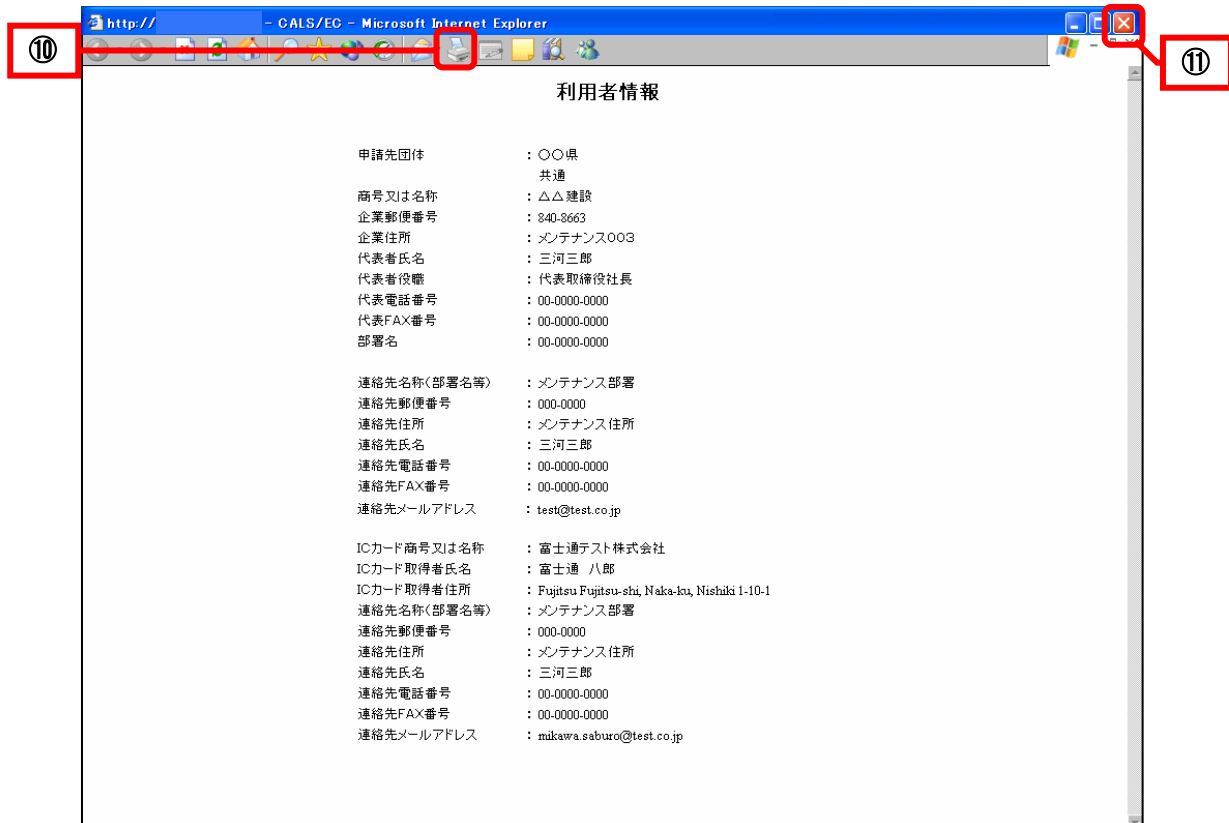 http://  - CALS/EC - Microsoft Internet Explorer
⑩
⑪
利用者情報
申請先団体 : 〇〇県
共通
商号又は名称 : △△建設
企業郵便番号 : 840-8663
企業住所 : メンテナンス003
代表者氏名 : 三河三郎
代表者役職 : 代表取締役社長
代表電話番号 : 00-0000-0000
代表FAX番号 : 00-0000-0000
部署名 : 00-0000-0000
連絡先名称(部署名等) : メンテナンス部署
連絡先郵便番号 : 000-0000
連絡先住所 : メンテナンス住所
連絡先氏名 : 三河三郎
連絡先電話番号 : 00-0000-0000
連絡先FAX番号 : 00-0000-0000
連絡先メールアドレス : test@test.co.jp
ICカード商号又は名称 : 富士通テスト株式会社
ICカード取得者氏名 : 富士通 八郎
ICカード取得者住所 : Fujitsu Fujitsu-shi, Naka-ku, Nishiki 1-10-1
連絡先名称(部署名等) : メンテナンス部署
連絡先郵便番号 : 000-0000
連絡先住所 : メンテナンス住所
連絡先氏名 : 三河三郎
連絡先電話番号 : 00-0000-0000
連絡先FAX番号 : 00-0000-0000
連絡先メールアドレス : mikawa.saburo@test.co.jp